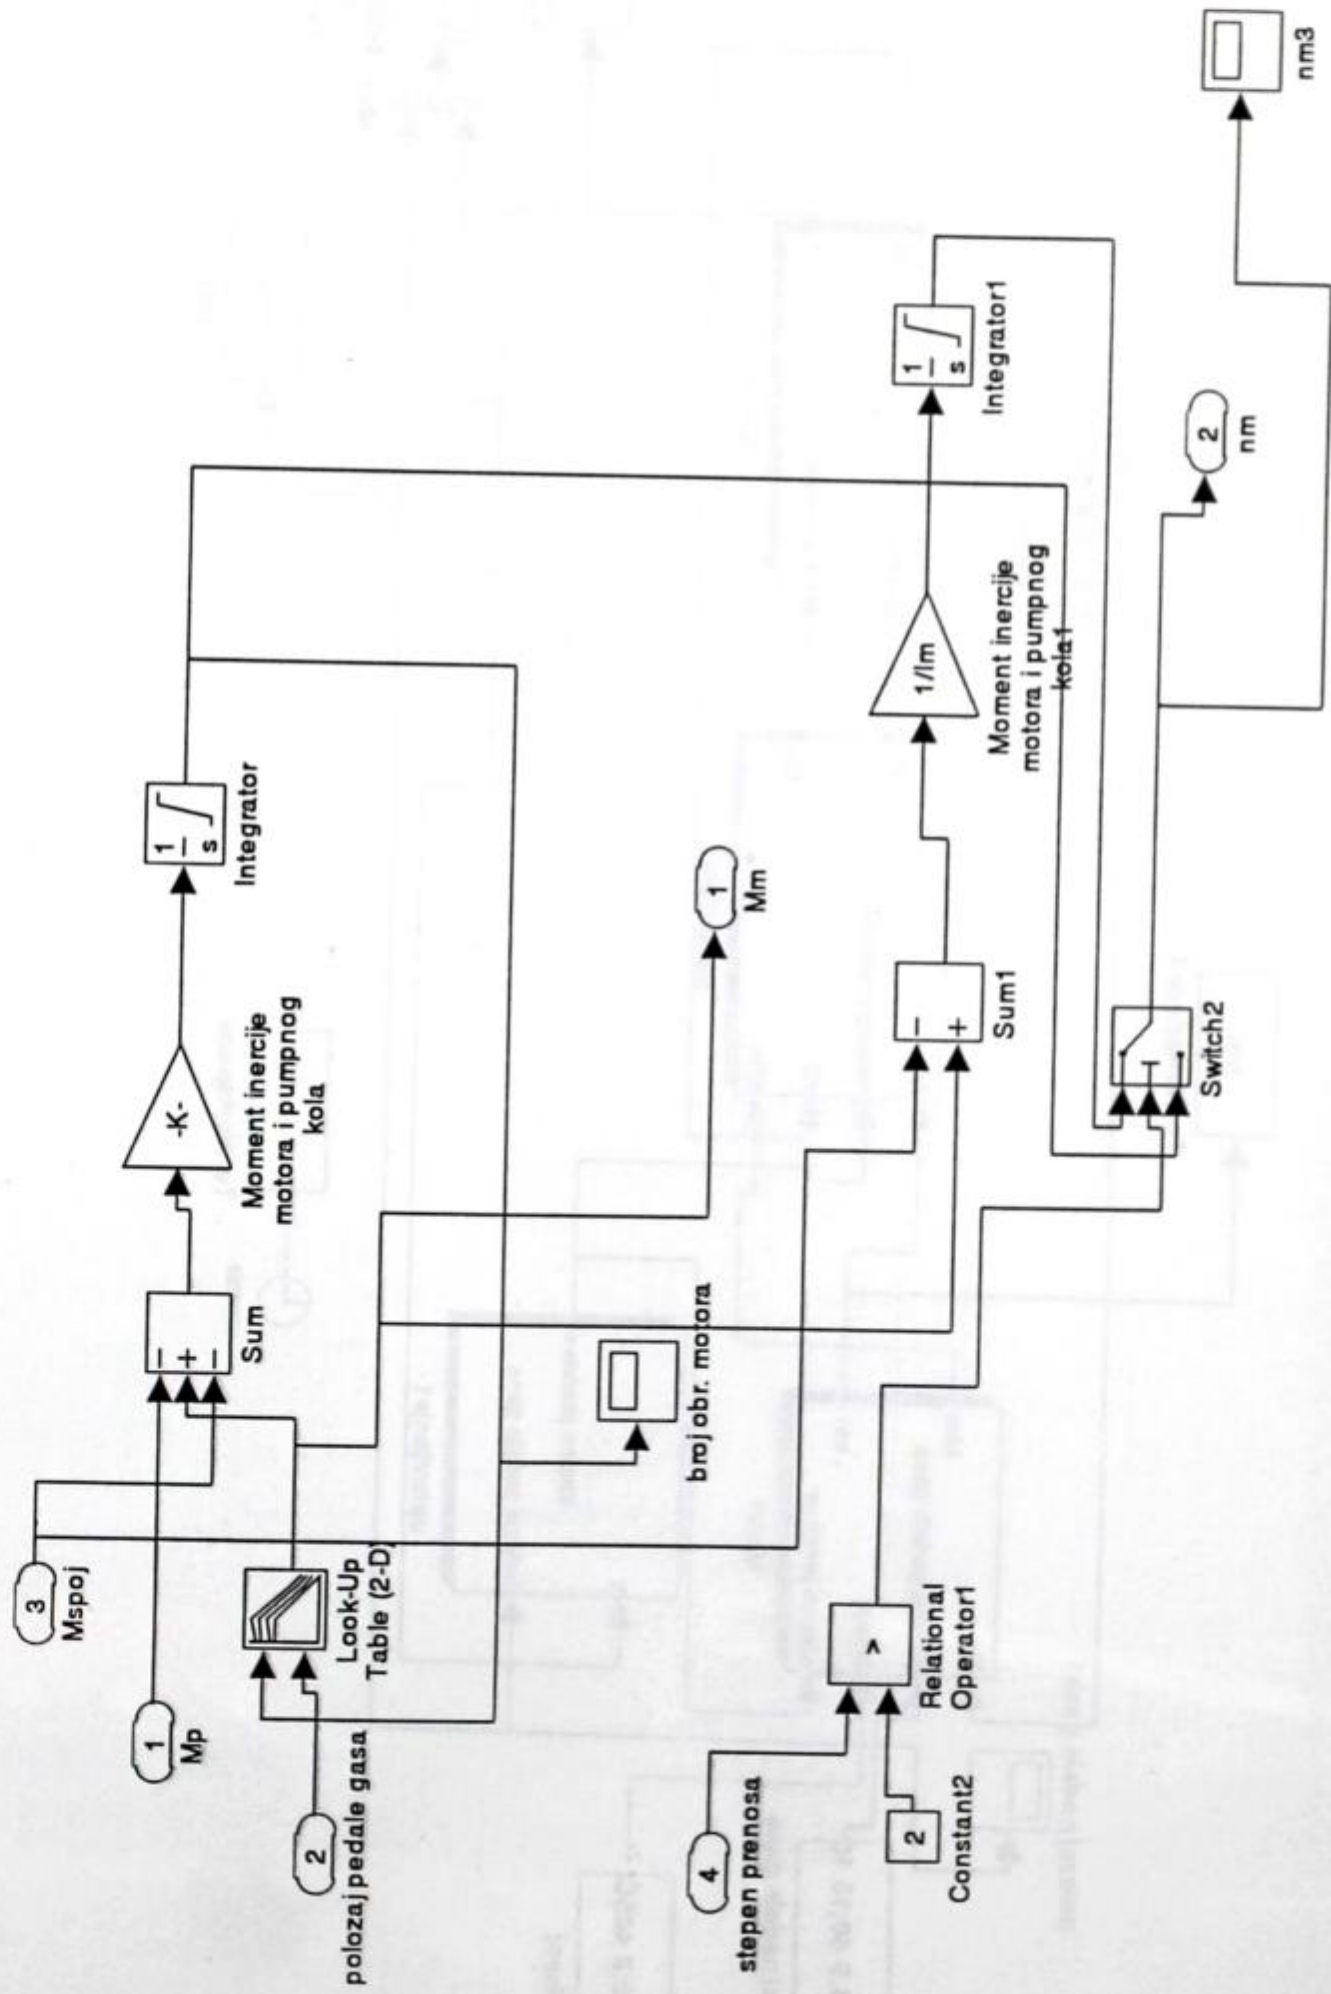 3
Mspoj
1
Mp
2
polozaj pedale gasa
Look-Up
Table (2-D)
−
+
−
Sum
-K-
Moment inercije
motora i pumpnog
kola
1
s
Integrator
broj obr. motora
1
Mm
4
stepen prenosa
2
Constant2
>
Relational
Operator1
−
+
Sum1
1/Im
Moment inercije
motora i pumpnog
kola1
1
s
Integrator1
Switch2
2
nm
nm3